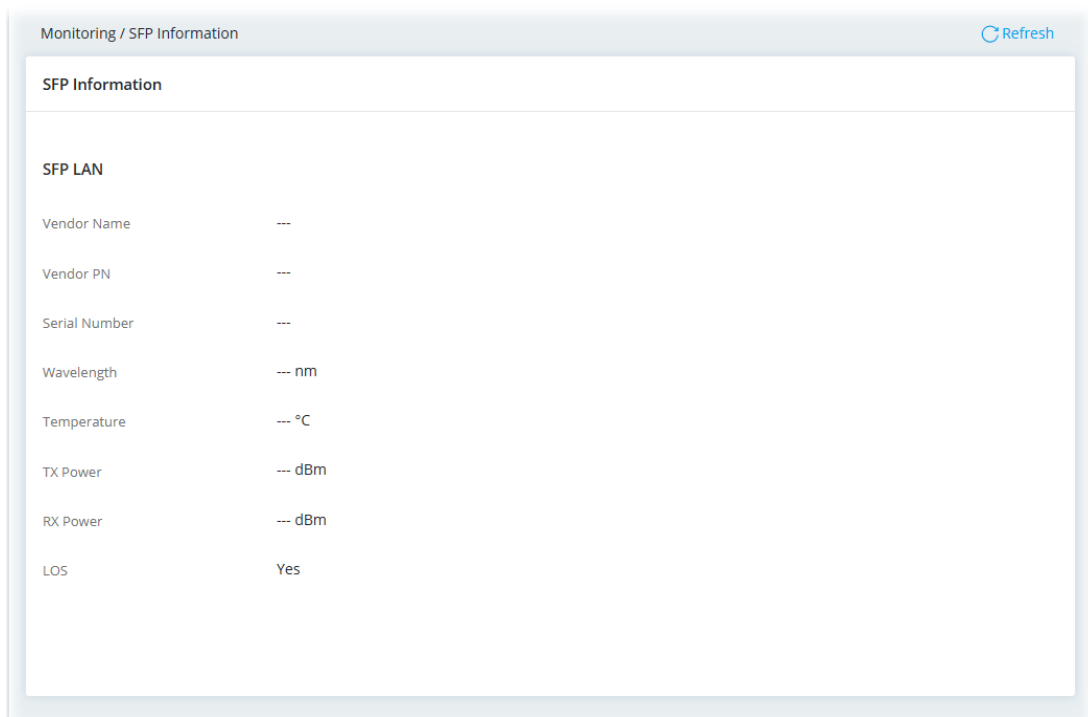 Monitoring / SFP Information Refresh
SFP Information
SFP LAN
Vendor Name ---
Vendor PN ---
Serial Number ---
Wavelength --- nm
Temperature --- °C
TX Power --- dBm
RX Power --- dBm
LOS Yes